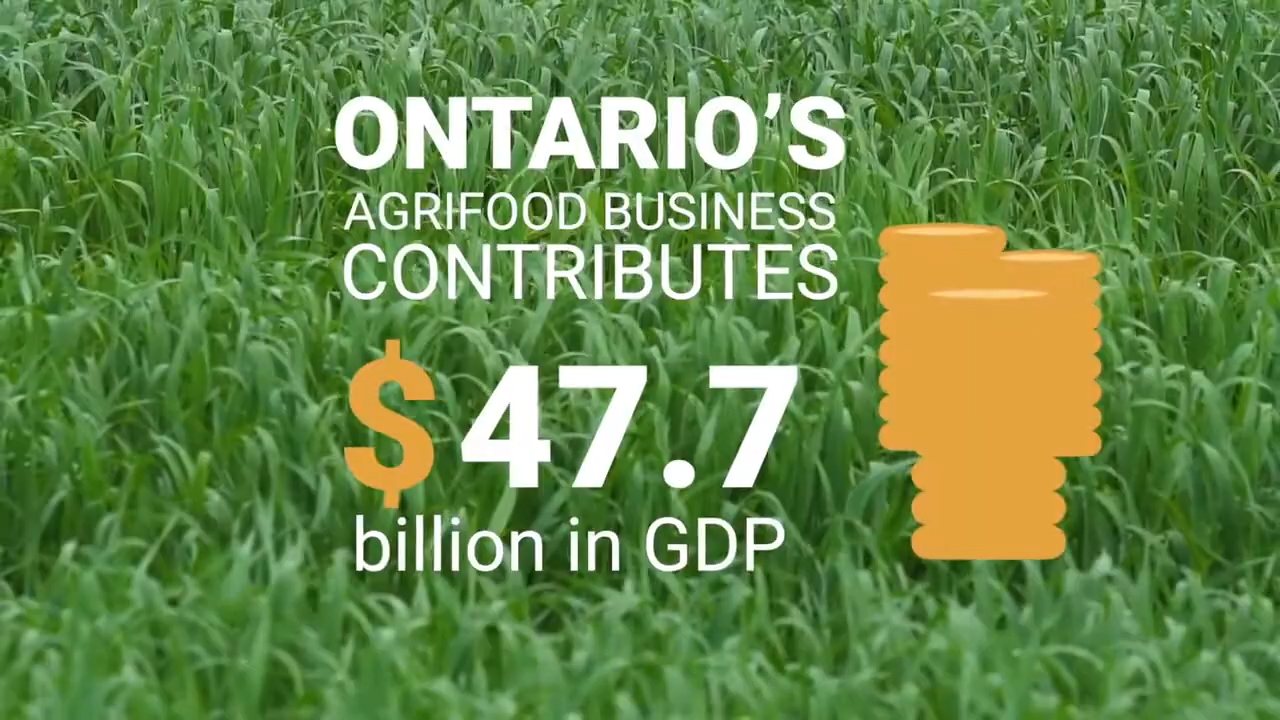 ONTARIO’S
AGRIFOOD BUSINESS
CONTRIBUTES
$47.7
billion in GDP